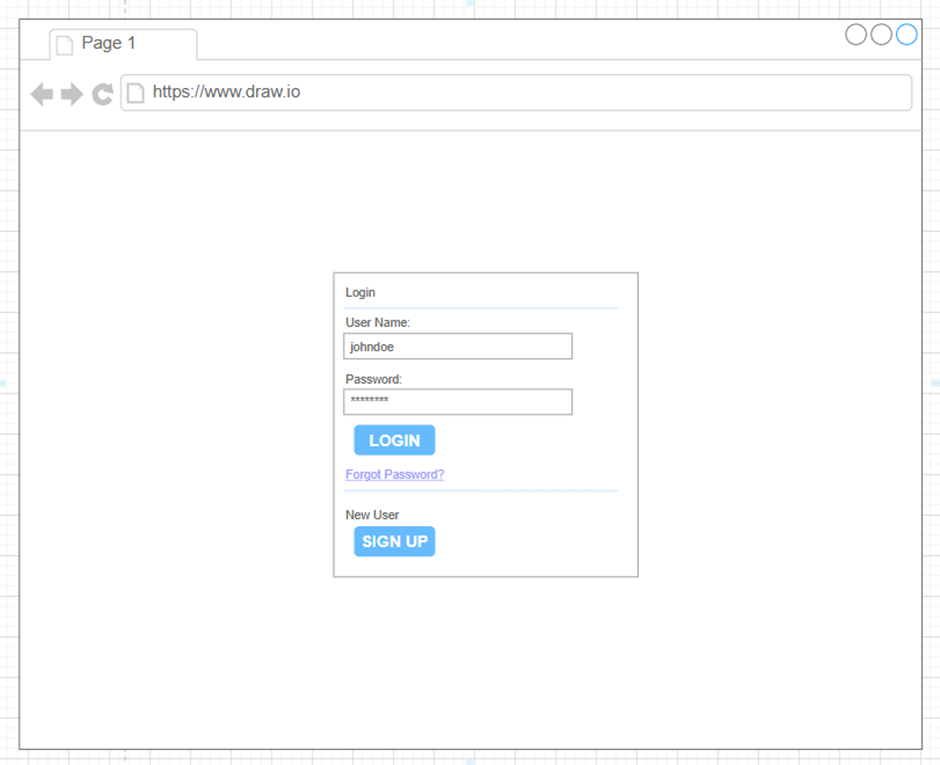 Page 1
https://www.draw.io
Login
User Name:
johndoe
Password:
********
LOGIN
Forgot Password?
New User
SIGN UP